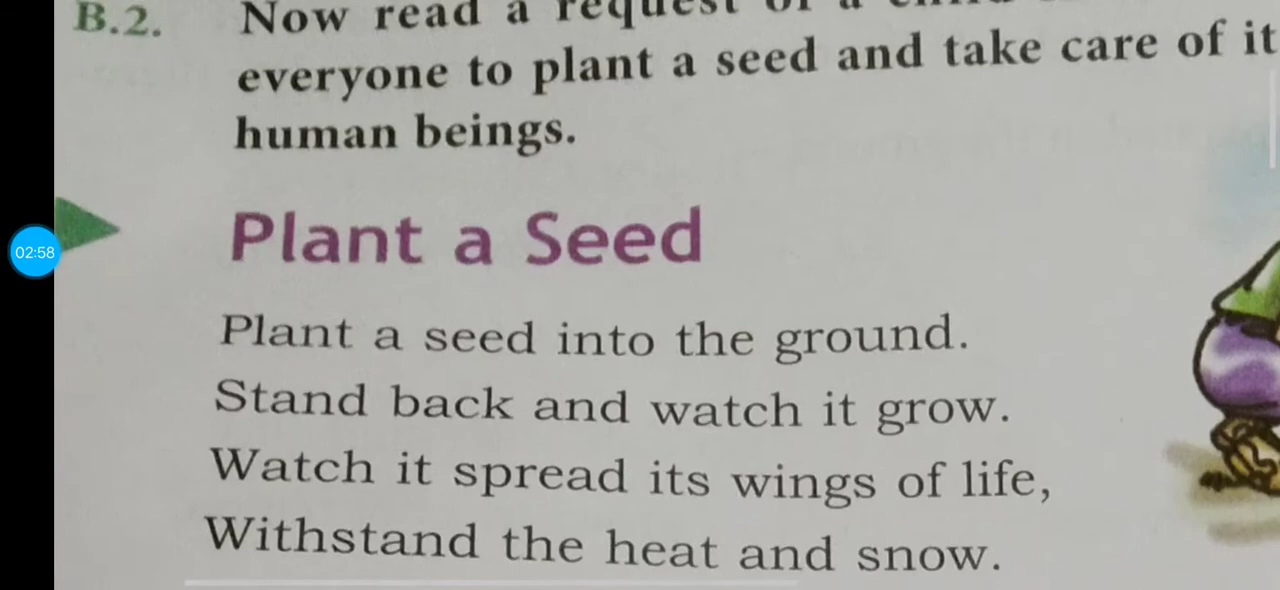 B.2. Now read a request of a child
everyone to plant a seed and take care of it
human beings.
Plant a Seed
02:58
Plant a seed into the ground.
Stand back and watch it grow.
Watch it spread its wings of life,
Withstand the heat and snow.